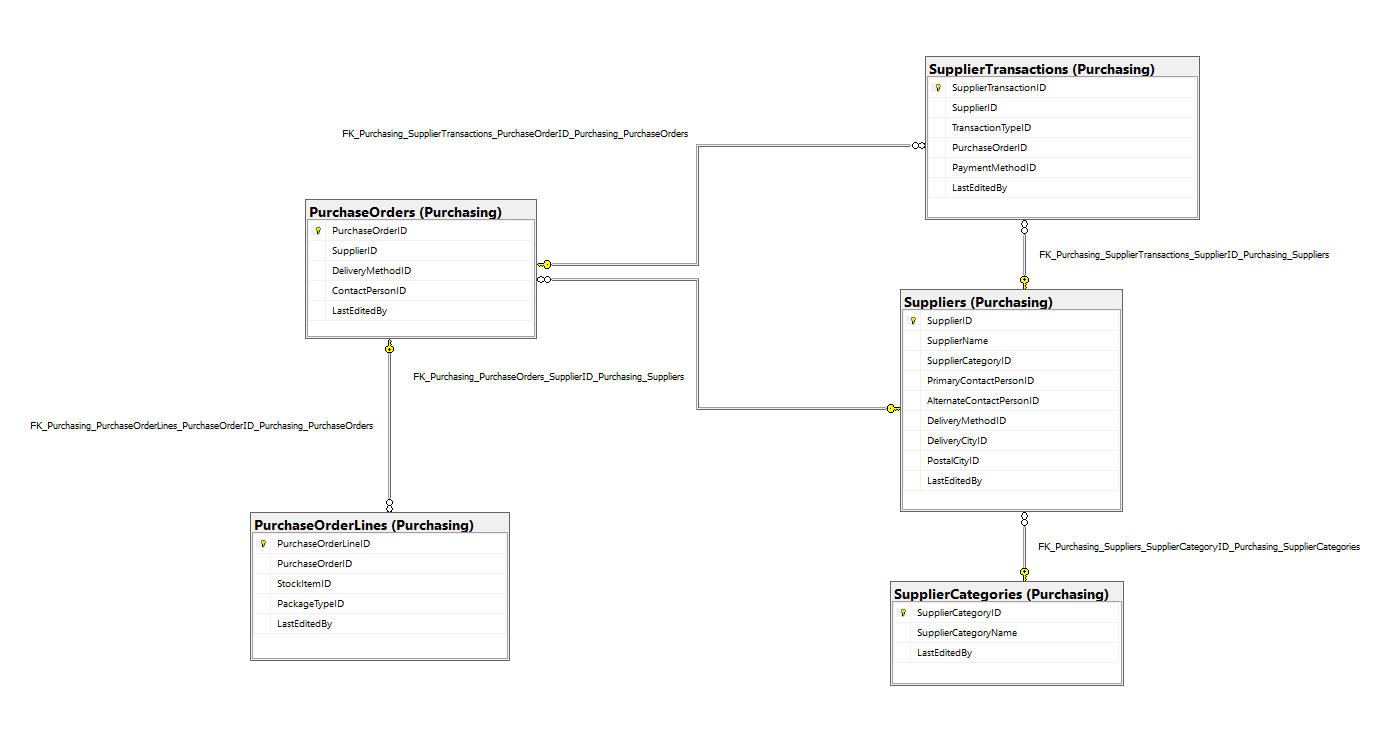 SupplierTransactions (Purchasing)
SupplierTransactionID
SupplierID
TransactionTypeID
PurchaseOrderID
PaymentMethodID
LastEditedBy
FK_Purchasing_SupplierTransactions_PurchaseOrderID_Purchasing_PurchaseOrders
PurchaseOrders (Purchasing)
PurchaseOrderID
SupplierID
DeliveryMethodID
ContactPersonID
LastEditedBy
FK_Purchasing_SupplierTransactions_SupplierID_Purchasing_Suppliers
Suppliers (Purchasing)
SupplierID
SupplierName
SupplierCategoryID
PrimaryContactPersonID
AlternateContactPersonID
DeliveryMethodID
DeliveryCityID
PostalCityID
LastEditedBy
FK_Purchasing_PurchaseOrders_SupplierID_Purchasing_Suppliers
FK_Purchasing_PurchaseOrderLines_PurchaseOrderID_Purchasing_PurchaseOrders
PurchaseOrderLines (Purchasing)
PurchaseOrderLineID
PurchaseOrderID
StockItemID
PackageTypeID
LastEditedBy
FK_Purchasing_Suppliers_SupplierCategoryID_Purchasing_SupplierCategories
SupplierCategories (Purchasing)
SupplierCategoryID
SupplierCategoryName
LastEditedBy